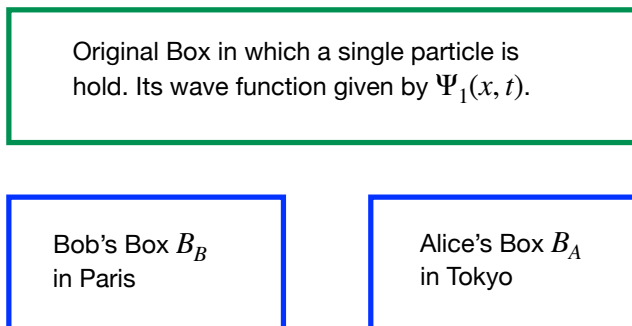 Original Box in which a single particle is
hold. Its wave function given by Ψ₁(x, t).
Bob's Box B_B
in Paris
Alice's Box B_A
in Tokyo